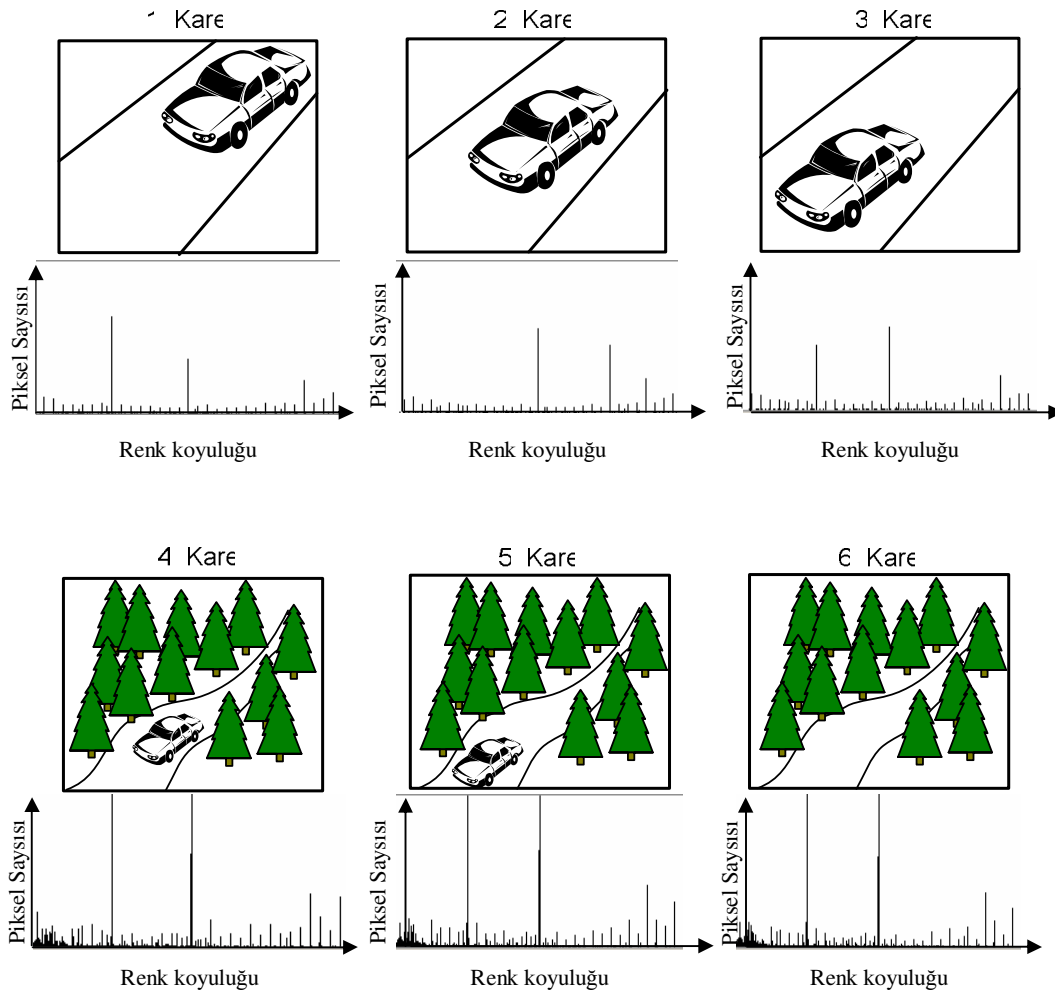 1 Kare
2 Kare
3 Kare
Piksel Sayısı
Piksel Sayısı
Piksel Sayısı
Renk koyuluğu
Renk koyuluğu
Renk koyuluğu
4 Kare
5 Kare
6 Kare
Piksel Sayısı
Piksel Sayısı
Piksel Sayısı
Renk koyuluğu
Renk koyuluğu
Renk koyuluğu